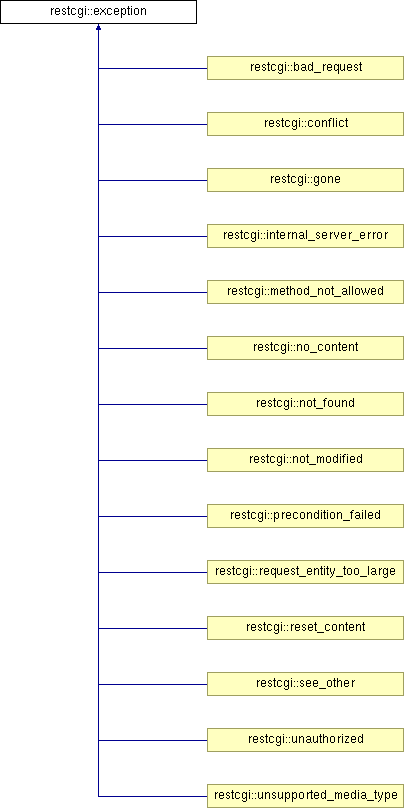 restcgi::exception
restcgi::bad_request
restcgi::conflict
restcgi::gone
restcgi::internal_server_error
restcgi::method_not_allowed
restcgi::no_content
restcgi::not_found
restcgi::not_modified
restcgi::precondition_failed
restcgi::request_entity_too_large
restcgi::reset_content
restcgi::see_other
restcgi::unauthorized
restcgi::unsupported_media_type